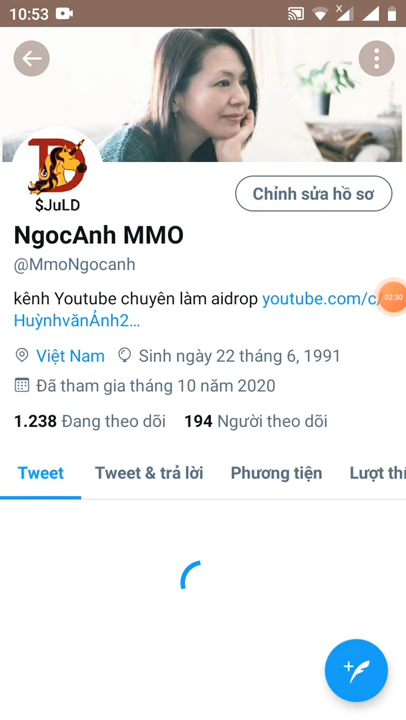 10:53
D
$JuLD
Chỉnh sửa hồ sơ
NgocAnh MMO
@MmoNgocanh
kênh Youtube chuyên làm aidrop youtube.com/c/
HuỳnhvănẢnh2…
02:30
Việt Nam Sinh ngày 22 tháng 6, 1991
Đã tham gia tháng 10 năm 2020
1.238 Đang theo dõi 194 Người theo dõi
Tweet Tweet & trả lời Phương tiện Lượt thí